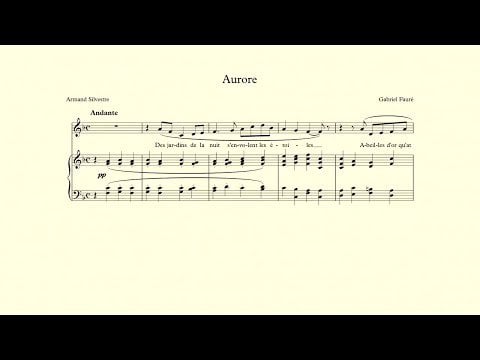 Aurore
Armand Silvestre Gabriel Fauré
Andante
Des jar-dins de la nuit s'en-vo-lent les é - toi - les..... A-beil-les d'or qu'at
pp